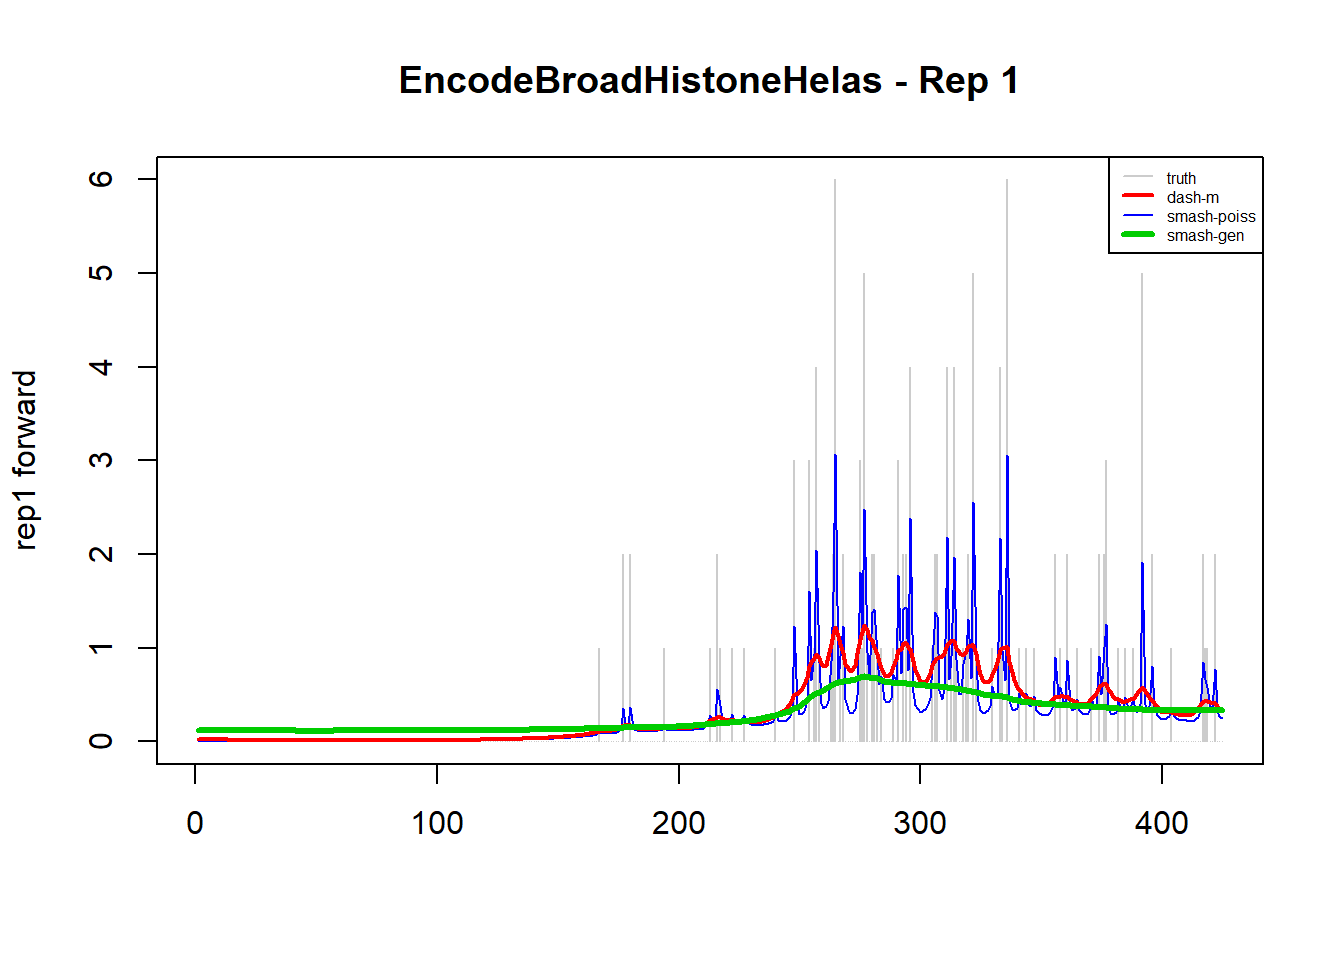 EncodeBroadHistoneHelas - Rep 1
truth
dash-m
smash-poiss
smash-gen
rep1 forward
6
5
4
3
2
1
0
0 100 200 300 400